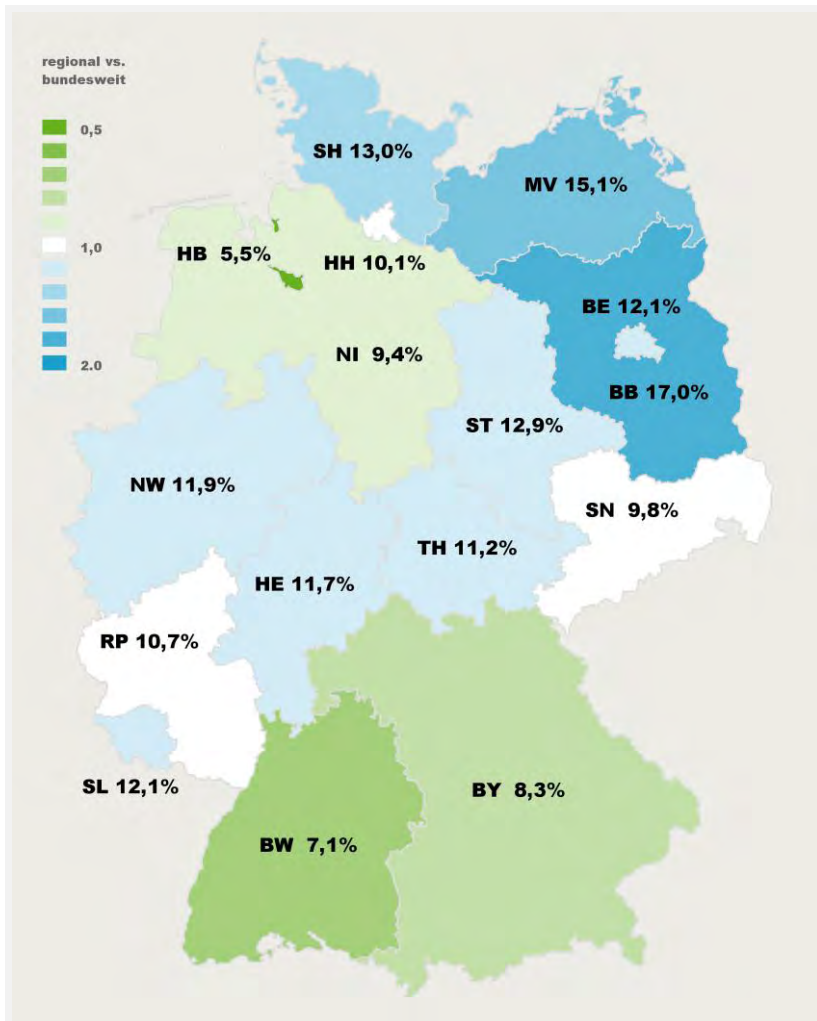 regional vs.
bundesweit
0,5
1,0
2.0
SH 13,0%
MV 15,1%
HB 5,5%
HH 10,1%
BE 12,1%
NI 9,4%
BB 17,0%
ST 12,9%
NW 11,9%
SN 9,8%
TH 11,2%
HE 11,7%
RP 10,7%
SL 12,1%
BY 8,3%
BW 7,1%